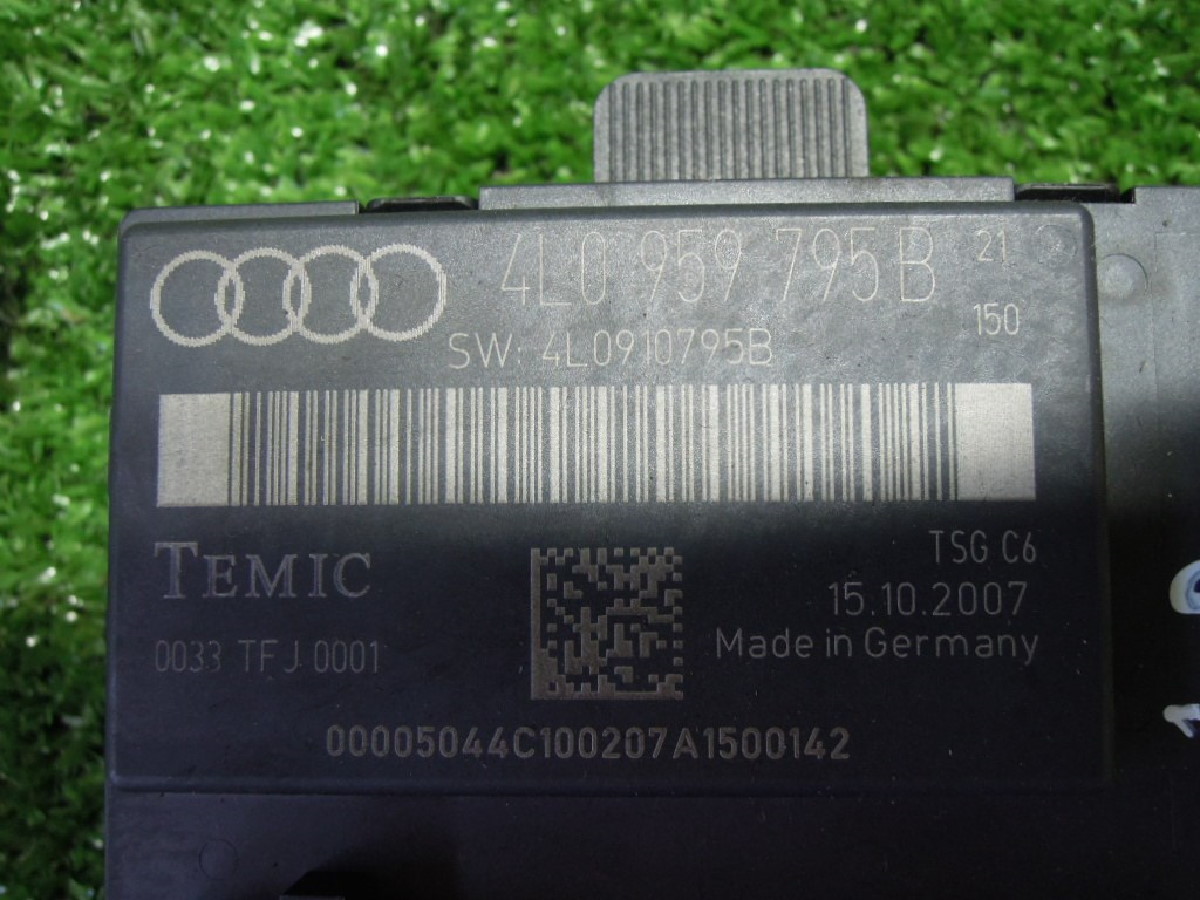 4L0 959 795 B 21
150
SW: 4L0910795B
TEMIC
TSG C6
15.10.2007
0033 TFJ 0001
Made in Germany
00005044C100207A1500142